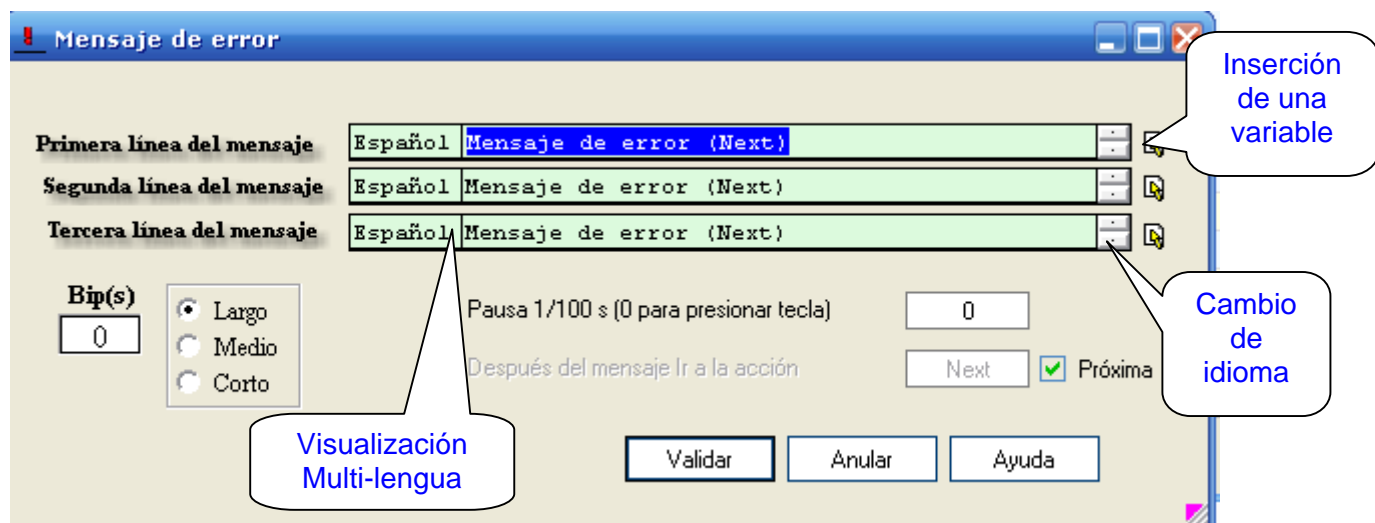 Mensaje de error
Inserción
de una
variable
Primera línea del mensaje Español Mensaje de error (Next)
Segunda línea del mensaje Español Mensaje de error (Next)
Tercera línea del mensaje Español Mensaje de error (Next)
Bip(s)
0
Largo
Medio
Corto
Pausa 1/100 s (0 para presionar tecla) 0
Después del mensaje Ir a la acción Next Próxima
Cambio
de
idioma
Visualización
Multi-lengua
Validar Anular Ayuda